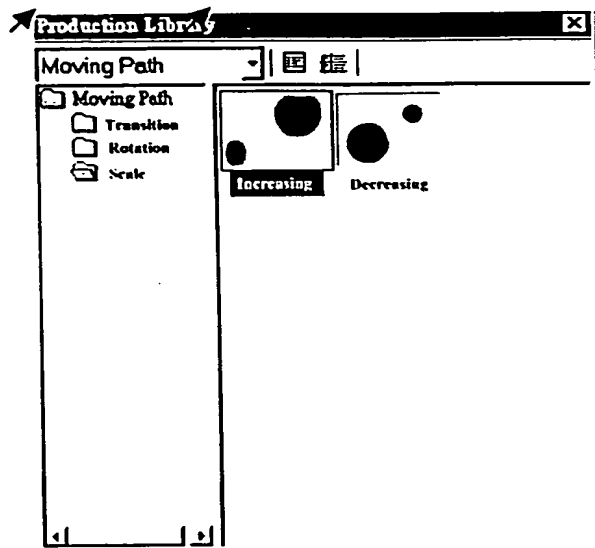 Production Library
Moving Path
Moving Path
Transition
Rotation
Scale
Increasing
Decreasing